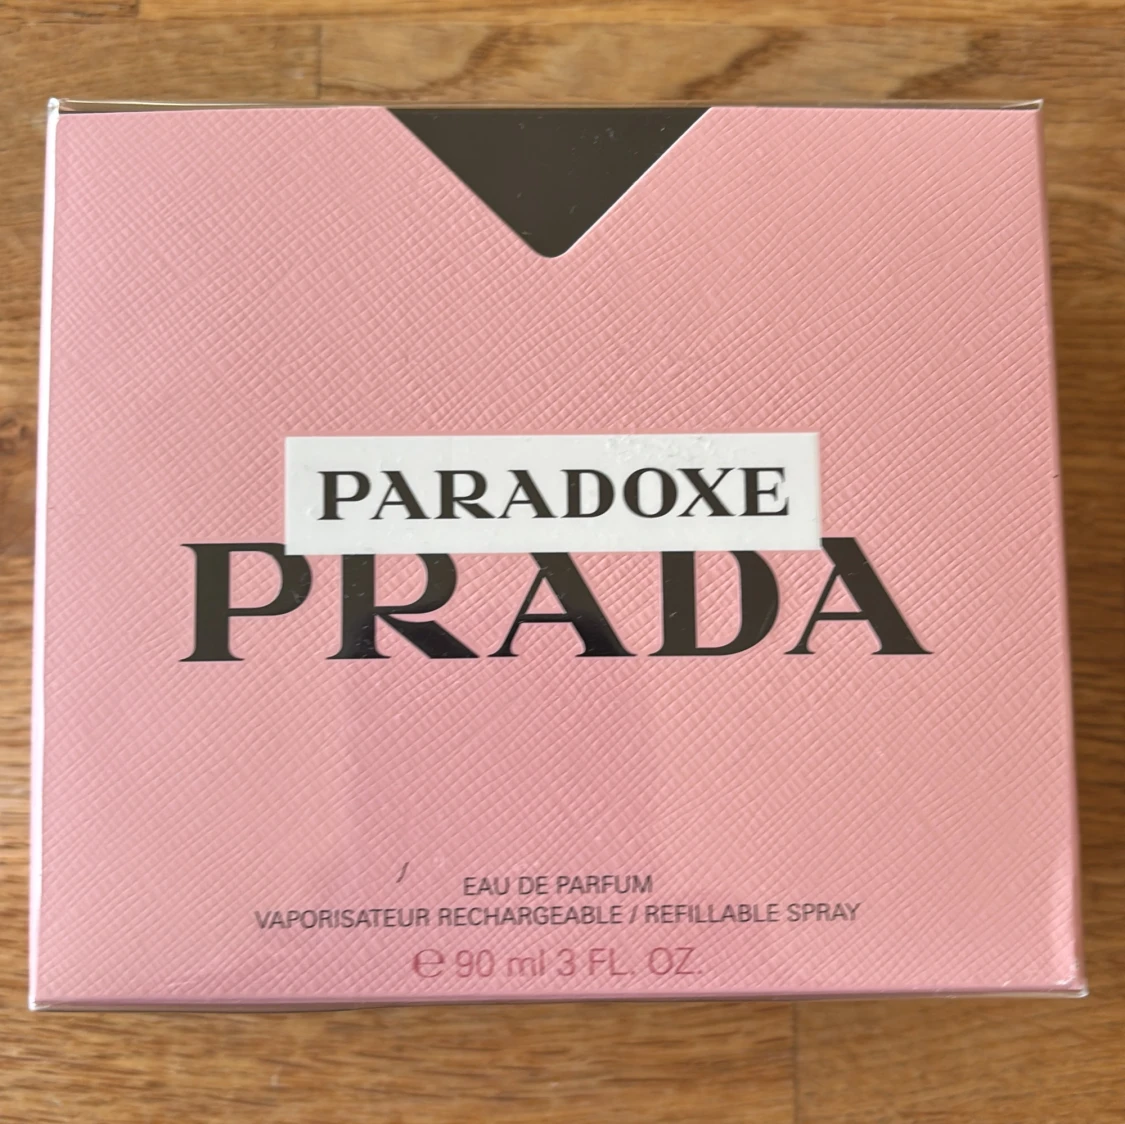 PARADOXE
PRADA
EAU DE PARFUM
VAPORISATEUR RECHARGEABLE / REFILLABLE SPRAY
℮ 90 ml 3 FL. OZ.